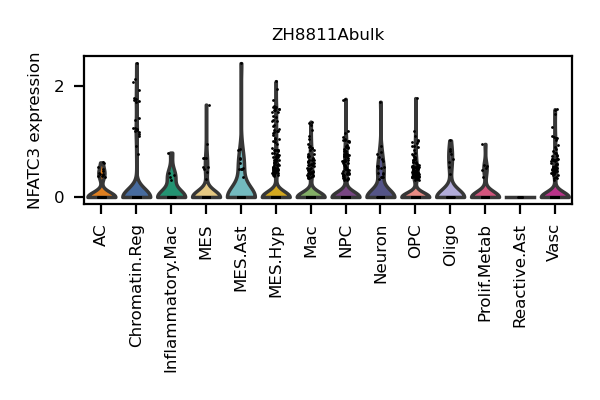 ZH8811Abulk
NFATC3 expression
2
0
AC
Chromatin.Reg
Inflammatory.Mac
MES
MES.Ast
MES.Hyp
Mac
NPC
Neuron
OPC
Oligo
Prolif.Metab
Reactive.Ast
Vasc